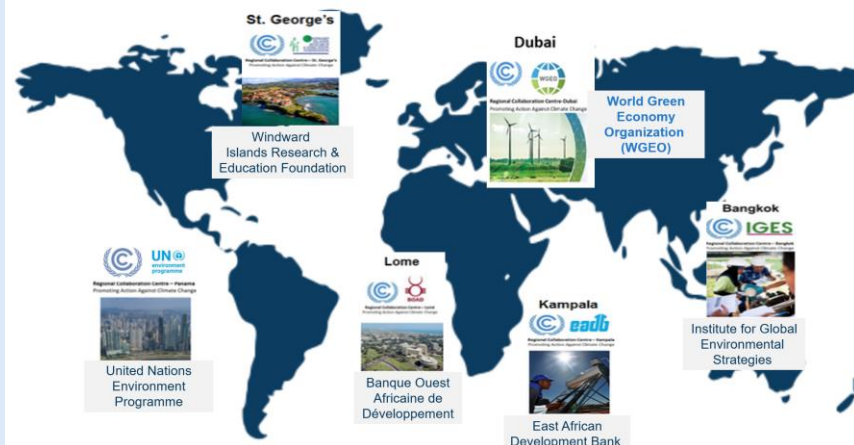 St. George's
Regional Collaboration Centre – St. George's
Promoting Action Against Climate Change
Windward
Islands Research &
Education Foundation
Dubai
WGEO
Regional Collaboration Centre-Dubai
Promoting Action Against Climate Change
World Green
Economy
Organization
(WGEO)
UN
environment
programme
Regional Collaboration Centre – Panama
Promoting Action Against Climate Change
United Nations
Environment
Programme
Lome
BOAD
Regional Collaboration Centre – Lomé
Promoting Action Against Climate Change
Banque Ouest
Africaine de
Développement
Kampala
eadb
Regional Collaboration Centre – Kampala
Promoting Action Against Climate Change
East African
Development Bank
Bangkok
IGES
Regional Collaboration Centre – Bangkok
Promoting Action Against Climate Change
Institute for Global
Environmental
Strategies